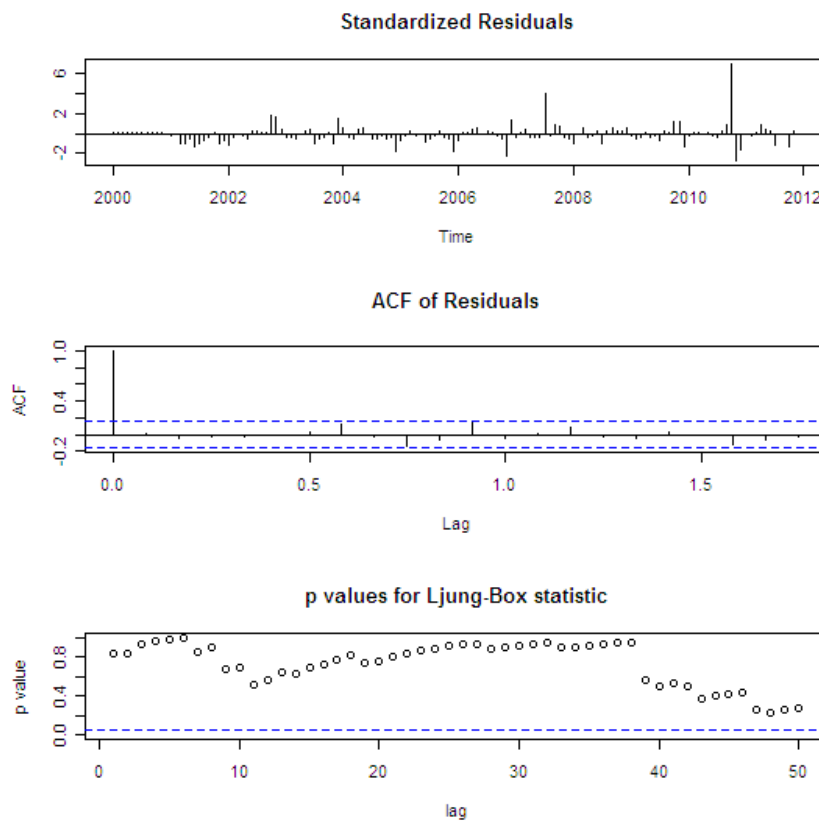 Standardized Residuals
6
2
-2
2000 2002 2004 2006 2008 2010 2012
Time
ACF of Residuals
ACF
1.0
0.4
-0.2
0.0 0.5 1.0 1.5
Lag
p values for Ljung-Box statistic
p value
0.8
0.4
0.0
0 10 20 30 40 50
lag